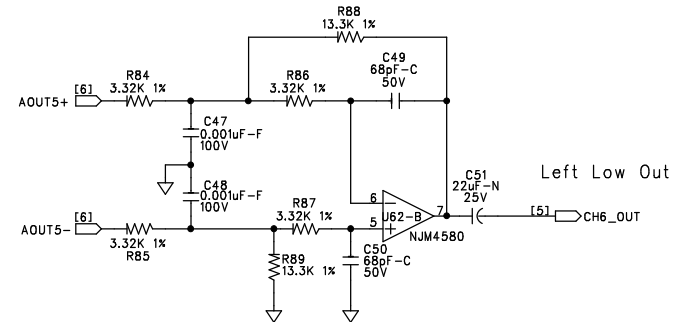 R88
13.3K 1%
C49
68pF-C
50V
R84
3.32K 1%
R86
3.32K 1%
[6]
AOUT5+
C47
0.001uF-F
100V
C48
0.001uF-F
100V
C51
22uF-N
25V
Left Low Out
6
U62-B
7
5
NJM4580
[5]
CH6_OUT
R87
3.32K 1%
[6]
AOUT5-
3.32K 1%
R85
R89
13.3K 1%
C50
68pF-C
50V